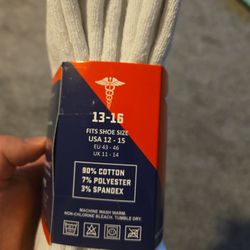 13-16
FITS SHOE SIZE
USA 12 - 15
EU 43 - 46
UK 11 - 14
90% COTTON
7% POLYESTER
3% SPANDEX
MACHINE WASH WARM.
NON-CHLORINE BLEACH. TUMBLE DRY.